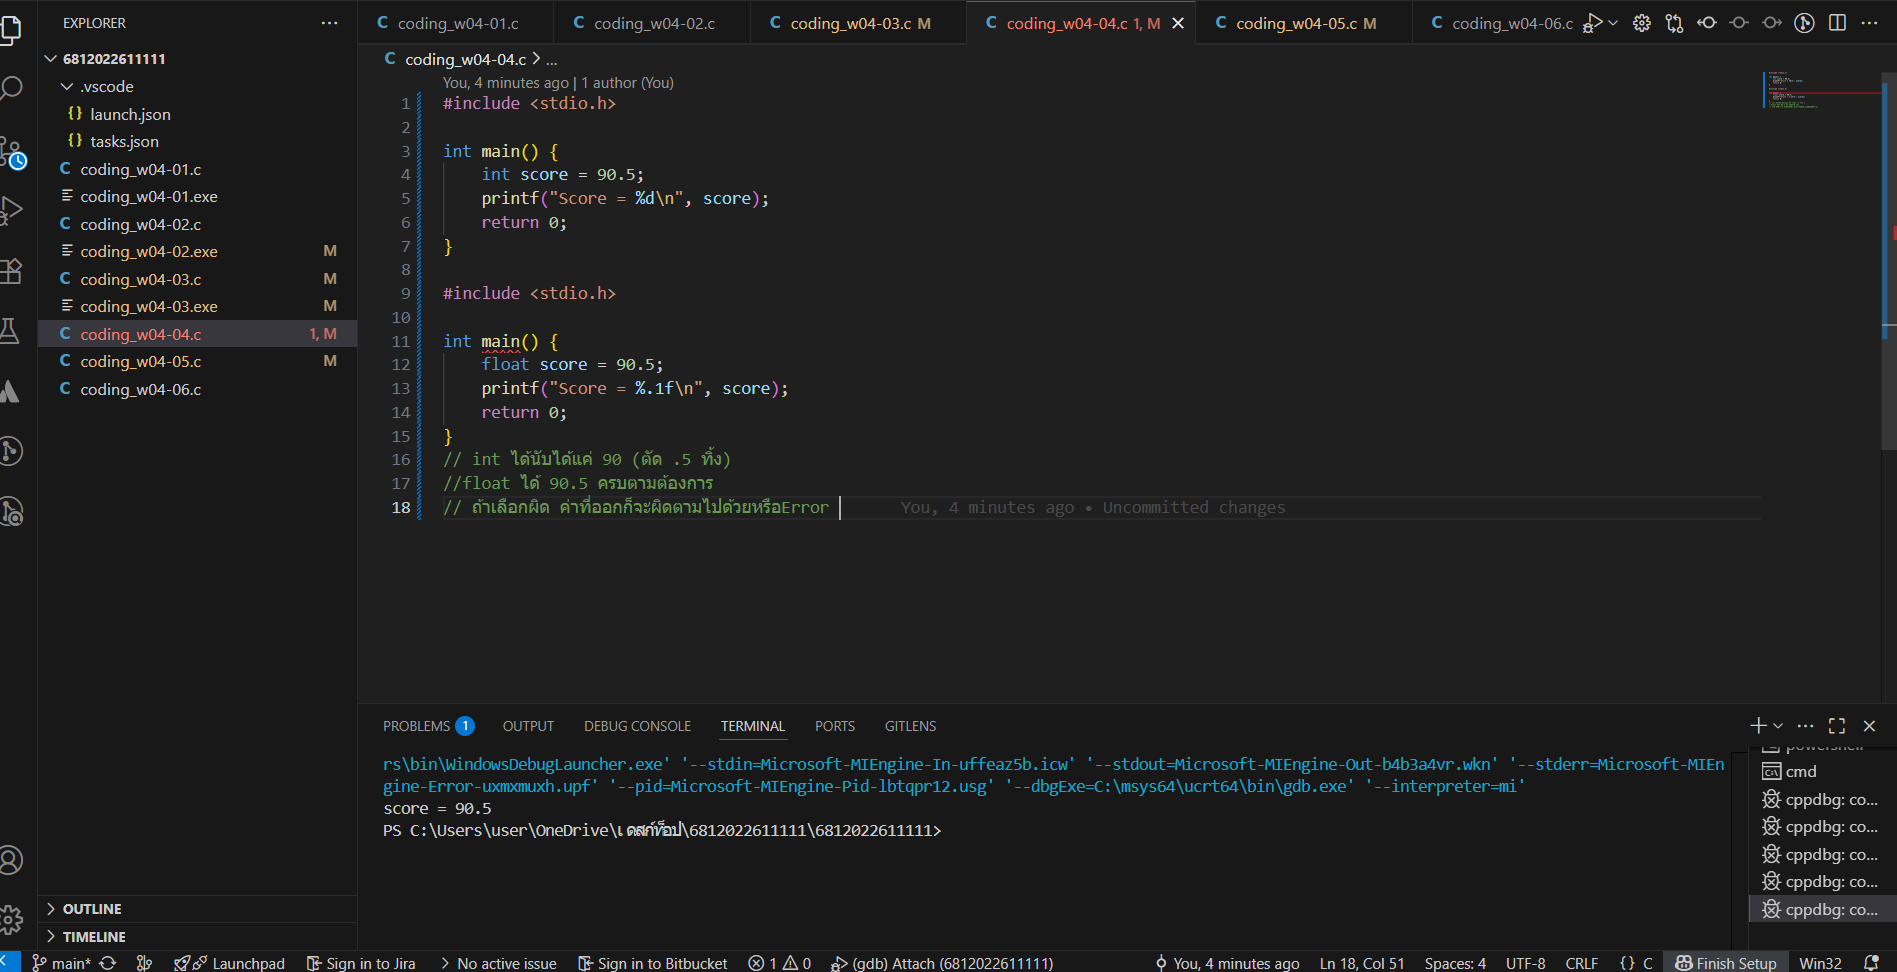 EXPLORER
6812022611111
.vscode
{} launch.json
{} tasks.json
C coding_w04-01.c
coding_w04-01.exe
C coding_w04-02.c
coding_w04-02.exe M
C coding_w04-03.c M
coding_w04-03.exe M
C coding_w04-04.c 1, M
C coding_w04-05.c M
C coding_w04-06.c
OUTLINE
TIMELINE
C coding_w04-01.c C coding_w04-02.c C coding_w04-03.c M C coding_w04-04.c 1, M C coding_w04-05.c M C coding_w04-06.c
C coding_w04-04.c > ...
You, 4 minutes ago | 1 author (You)
1 #include <stdio.h>
2
3 int main() {
4 int score = 90.5;
5 printf("Score = %d\n", score);
6 return 0;
7 }
8
9 #include <stdio.h>
10
11 int main() {
12 float score = 90.5;
13 printf("Score = %.1f\n", score);
14 return 0;
15 }
16 // int ได้นับได้แค่ 90 (ตัด .5 ทิ้ง)
17 //float ได้ 90.5 ครบตามต้องการ
18 // ถ้าเลือกผิด ค่าที่ออกก็จะผิดตามไปด้วยหรือError You, 4 minutes ago • Uncommitted changes
PROBLEMS 1 OUTPUT DEBUG CONSOLE TERMINAL PORTS GITLENS
rs\bin\WindowsDebugLauncher.exe' '--stdin=Microsoft-MIEngine-In-uffeaz5b.icw' '--stdout=Microsoft-MIEngine-Out-b4b3a4vr.wkn' '--stderr=Microsoft-MIEn
gine-Error-uxmxmuxh.upf' '--pid=Microsoft-MIEngine-Pid-lbtqpr12.usg' '--dbgExe=C:\msys64\ucrt64\bin\gdb.exe' '--interpreter=mi'
score = 90.5
PS C:\Users\user\OneDrive\เดสก์ท็อป\6812022611111\6812022611111>
powershell
cmd
cppdbg: co...
cppdbg: co...
cppdbg: co...
cppdbg: co...
cppdbg: co...
main* Launchpad Sign in to Jira No active issue Sign in to Bitbucket 1 0 (gdb) Attach (6812022611111) You, 4 minutes ago Ln 18, Col 51 Spaces: 4 UTF-8 CRLF {} C Finish Setup Win32